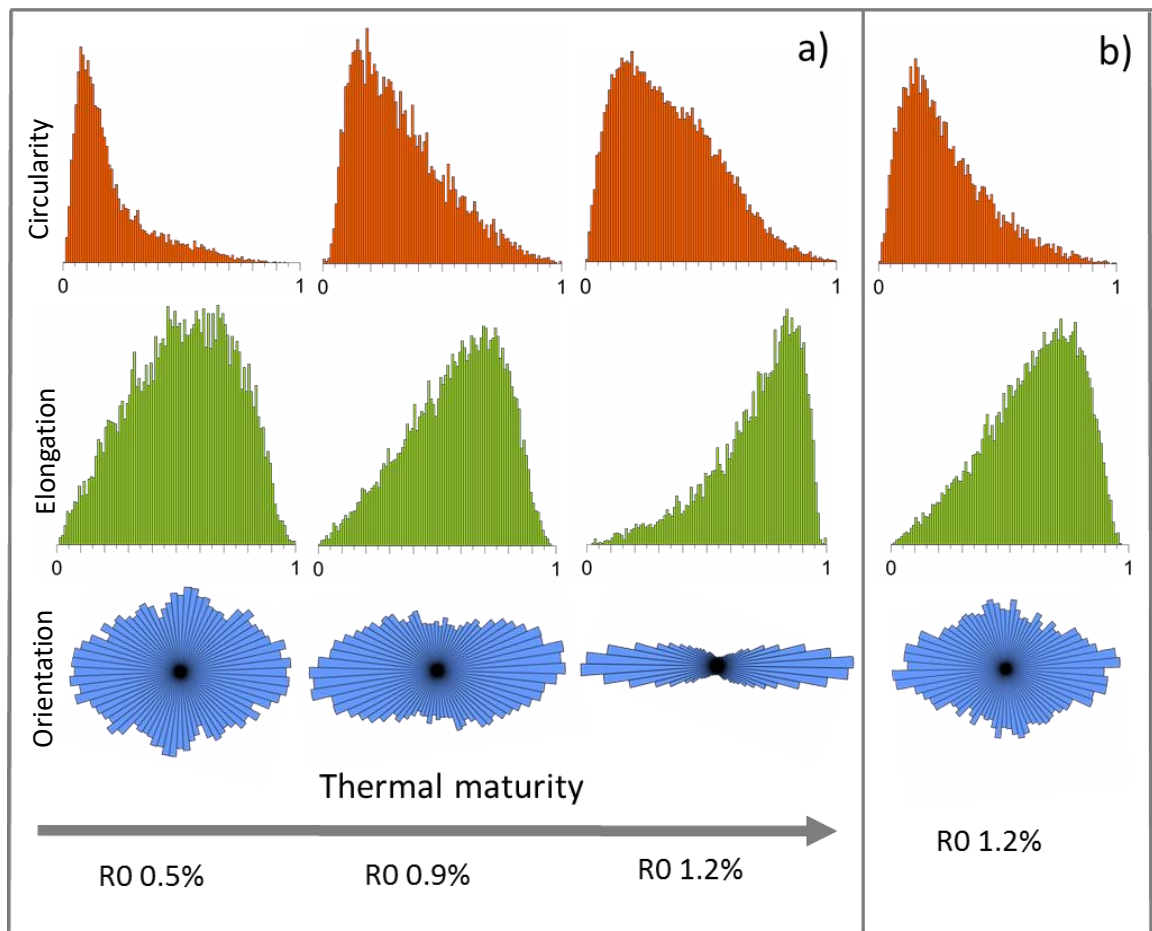 a)
b)
Circularity
0 1
0 1
0 1
0 1
Elongation
0 1
0 1
0 1
0 1
Orientation
Thermal maturity
R0 0.5%
R0 0.9%
R0 1.2%
R0 1.2%